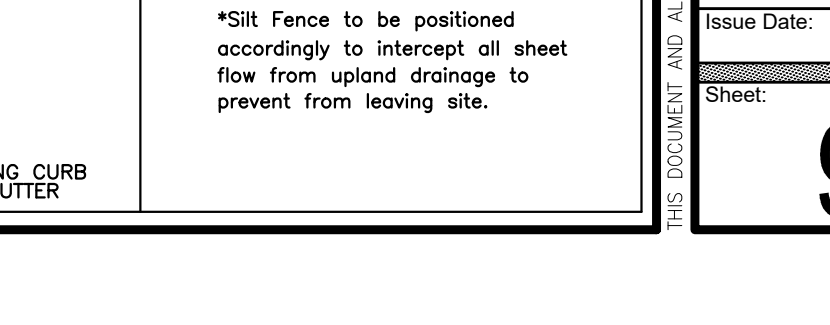 *Silt Fence to be positioned
accordingly to intercept all sheet
flow from upland drainage to
prevent from leaving site.
CURB
THIS DOCUMENT AND
Issue Date:
Sheet: